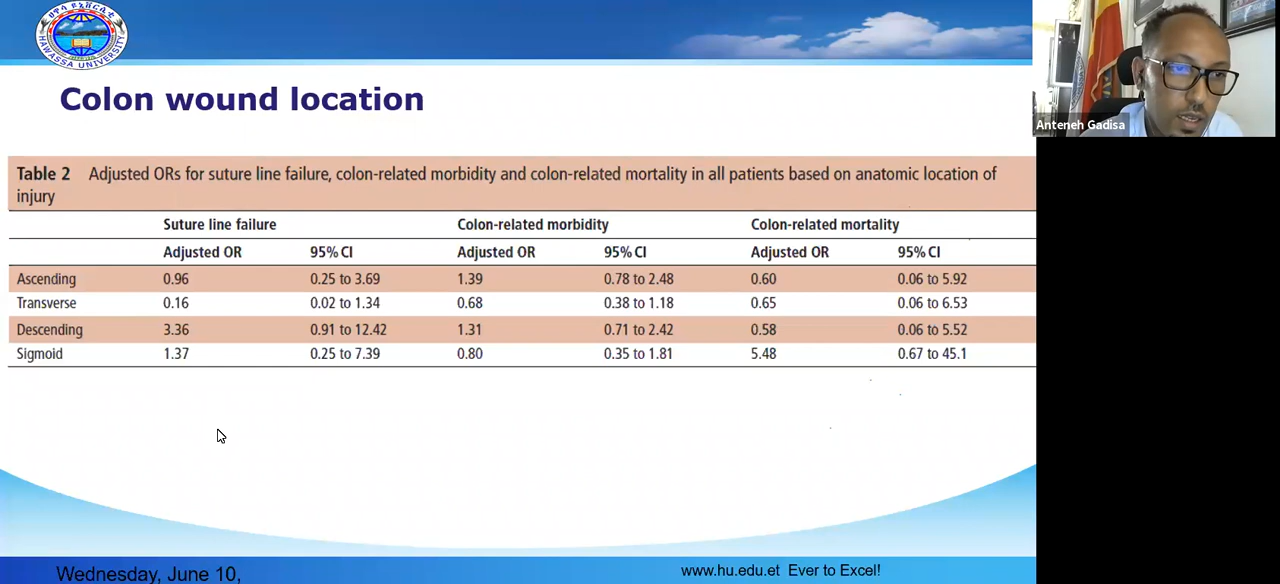 HAWASSA UNIVERSITY
Colon wound location
Anteneh Gadisa
Table 2 Adjusted ORs for suture line failure, colon-related morbidity and colon-related mortality in all patients based on anatomic location of
injury
Suture line failure Colon-related morbidity Colon-related mortality
Adjusted OR 95% CI Adjusted OR 95% CI Adjusted OR 95% CI
Ascending 0.96 0.25 to 3.69 1.39 0.78 to 2.48 0.60 0.06 to 5.92
Transverse 0.16 0.02 to 1.34 0.68 0.38 to 1.18 0.65 0.06 to 6.53
Descending 3.36 0.91 to 12.42 1.31 0.71 to 2.42 0.58 0.06 to 5.52
Sigmoid 1.37 0.25 to 7.39 0.80 0.35 to 1.81 5.48 0.67 to 45.1
Wednesday, June 10, www.hu.edu.et Ever to Excel!